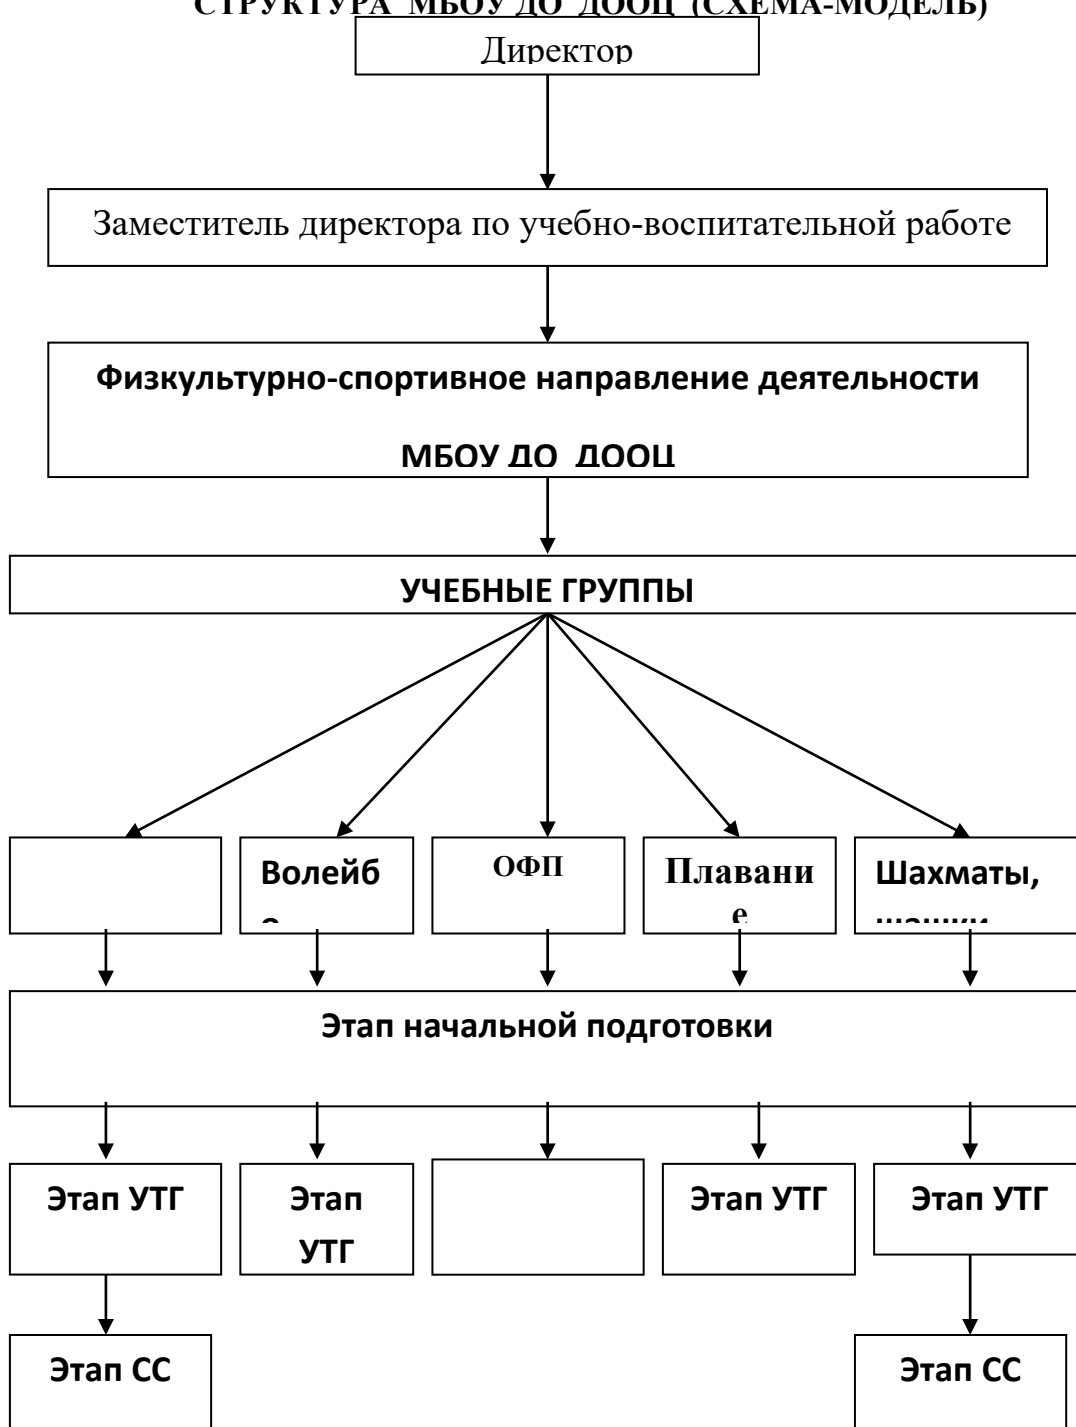 СТРУКТУРА МБОУ ДО ДООЦ (СХЕМА-МОДЕЛЬ)
Директор
Заместитель директора по учебно-воспитательной работе
Физкультурно-спортивное направление деятельности
МБОУ ДО ДООЦ
УЧЕБНЫЕ ГРУППЫ
Волейб
о
ОФП
Плавани
е
Шахматы,
шашки
Этап начальной подготовки
Этап УТГ
Этап
УТГ
Этап УТГ
Этап УТГ
Этап СС
Этап СС